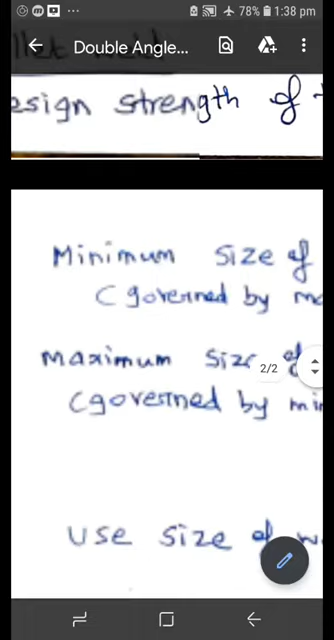 78% 1:38 pm
Double Angle...
esign strength of
Minimum size of
(governed by ma
Maximum size of
2/2
(governed by min
use size of w